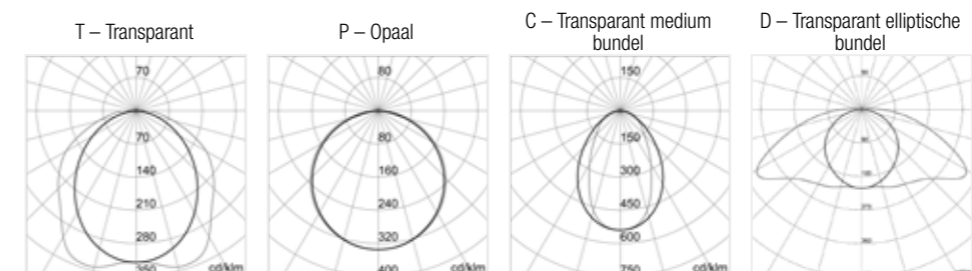 T – Transparant
P – Opaal
C – Transparant medium
bundel
D – Transparant elliptische
bundel
70
70
140
210
280
350
cd/klm
80
80
160
240
320
400
cd/klm
150
150
300
450
600
750
cd/klm